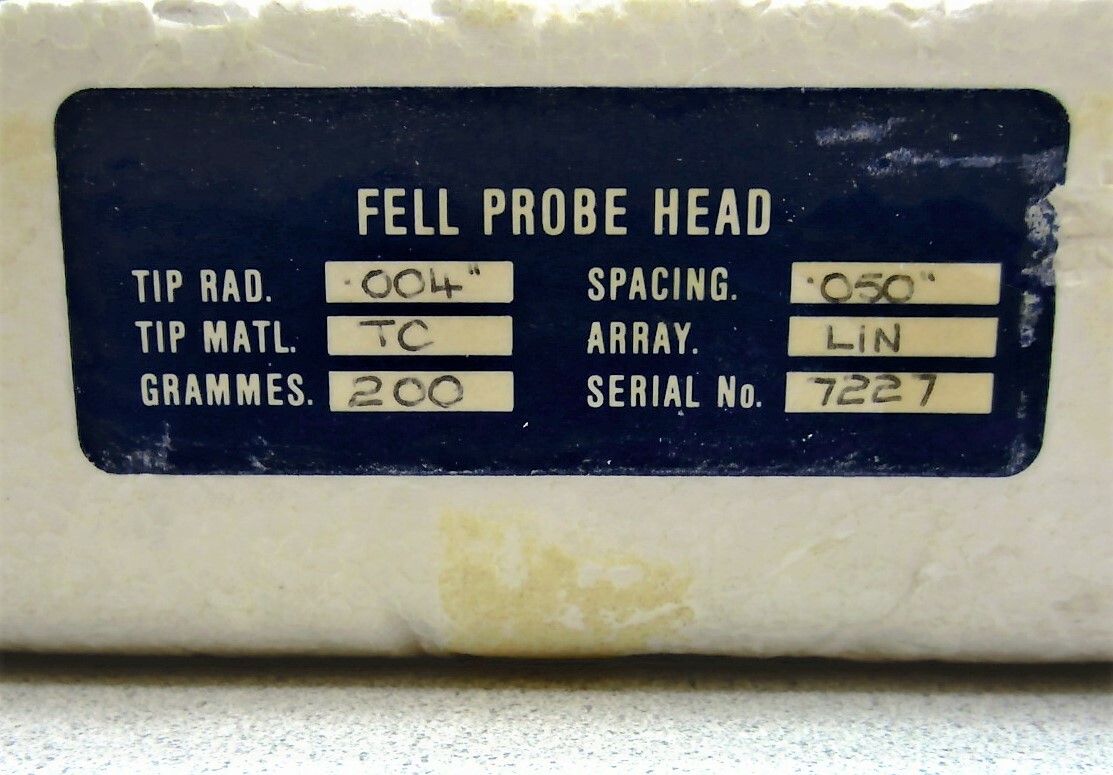 FELL PROBE HEAD
TIP RAD. .004" SPACING. .050"
TIP MATL. TC ARRAY. LIN
GRAMMES. 200 SERIAL No. 7227